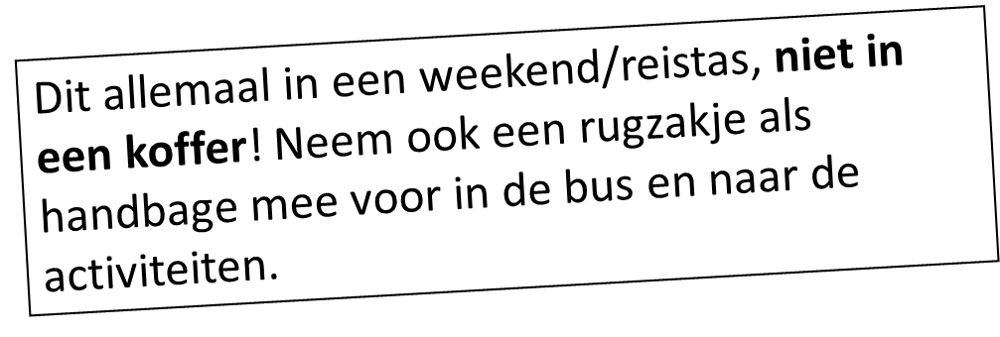 Dit allemaal in een weekend/reistas, niet in
een koffer! Neem ook een rugzakje als
handbage mee voor in de bus en naar de
activiteiten.